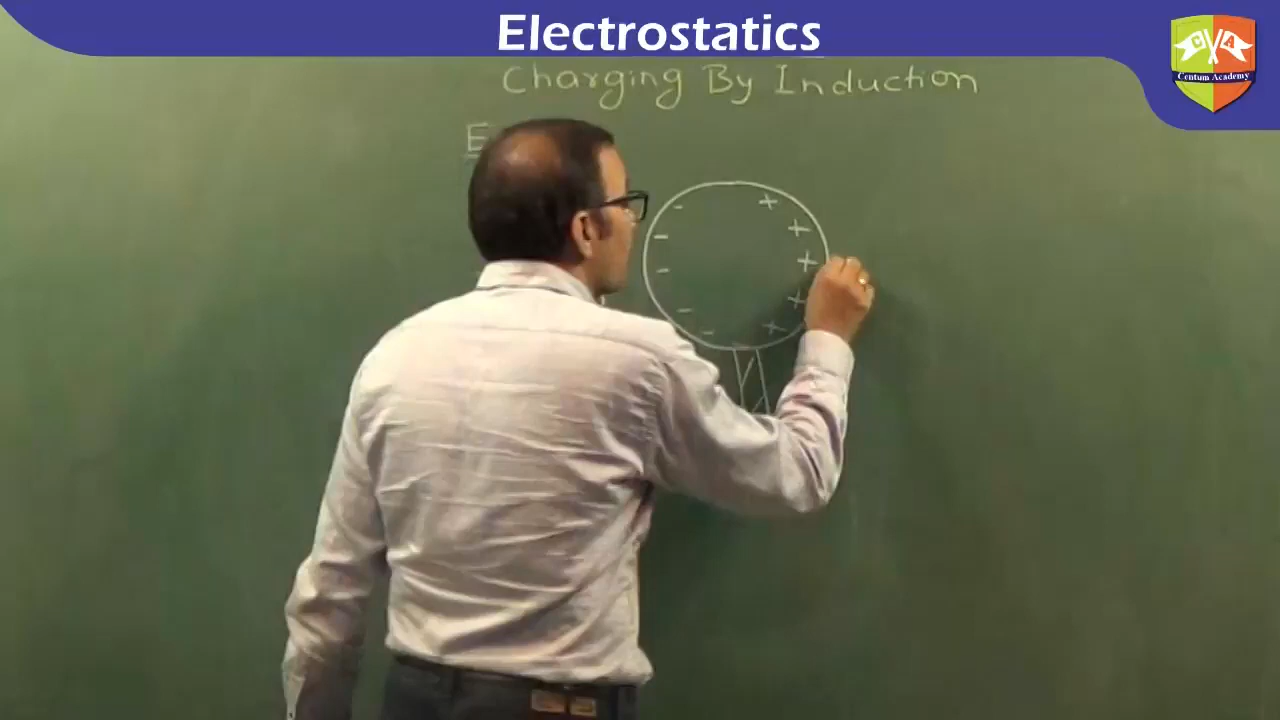 Electrostatics
C A
Centum Academy
Charging By Induction
E
- - - - -
+ + + + +